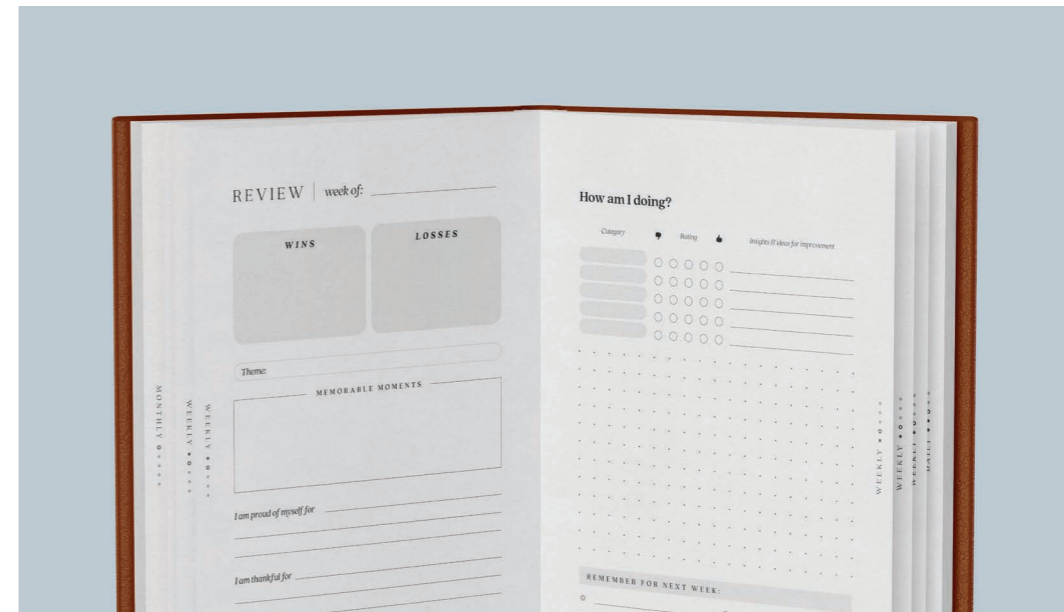 REVIEW | week of:
WINS
LOSSES
Theme:
MEMORABLE MOMENTS
I am proud of myself for
I am thankful for
MONTHLY
WEEKLY
WEEKLY
How am I doing?
Category Rating Insights & ideas for improvement
REMEMBER FOR NEXT WEEK:
WEEKLY
WEEKLY
WEEKLY
DAILY